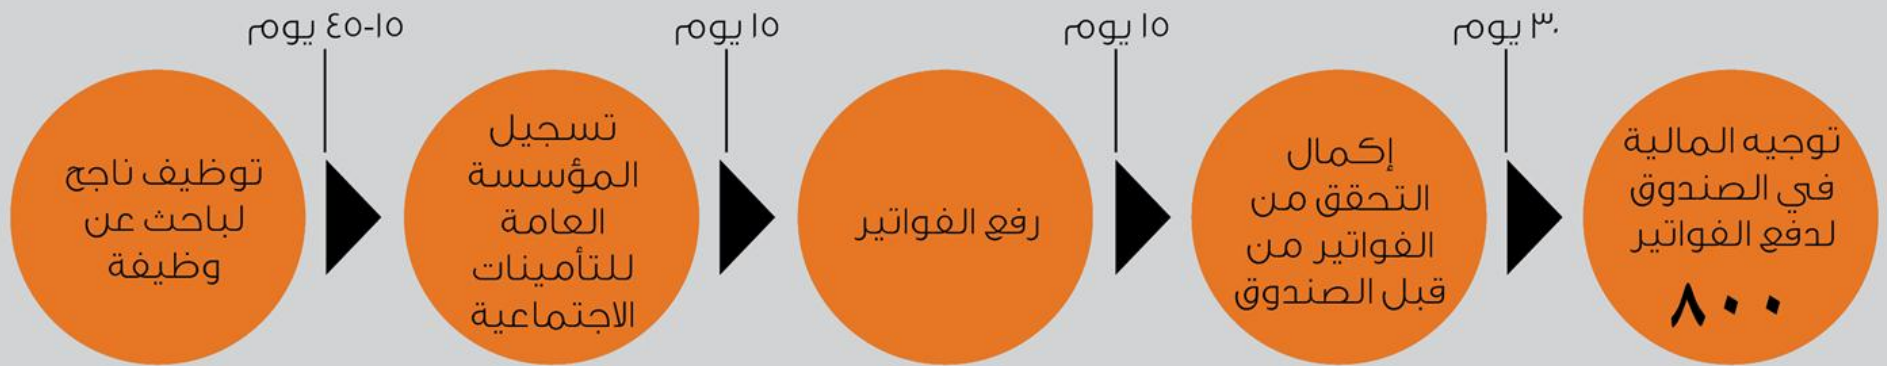 ١٥-٤٥ يوم
١٥ يوم
١٥ يوم
٣٠ يوم
توظيف ناجح
لباحث عن
وظيفة
تسجيل
المؤسسة
العامة
للتأمينات
الاجتماعية
رفع الفواتير
إكمال
التحقق من
الفواتير من
قبل الصندوق
توجيه المالية
في الصندوق
لدفع الفواتير
٨٠٠